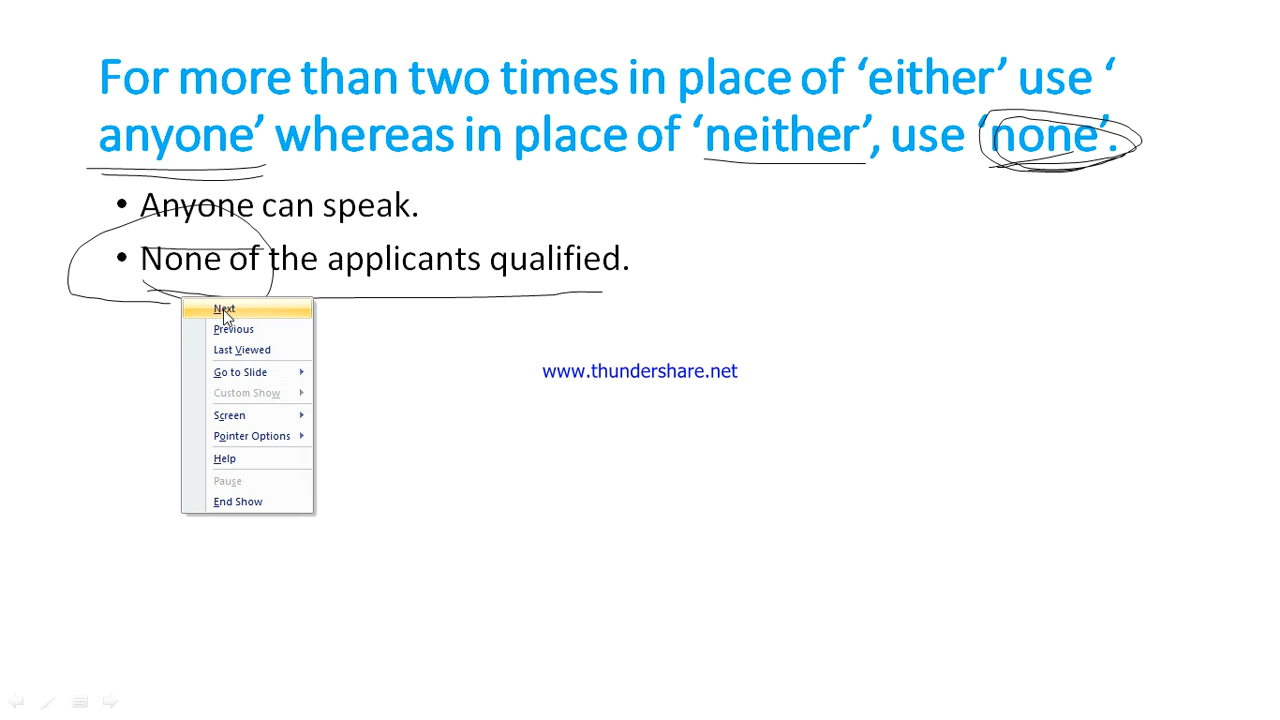 For more than two times in place of ‘either’ use ‘
anyone’ whereas in place of ‘neither’, use ‘none’.
• Anyone can speak.
• None of the applicants qualified.
Next
Previous
Last Viewed
Go to Slide
Custom Show
Screen
Pointer Options
Help
Pause
End Show
www.thundershare.net